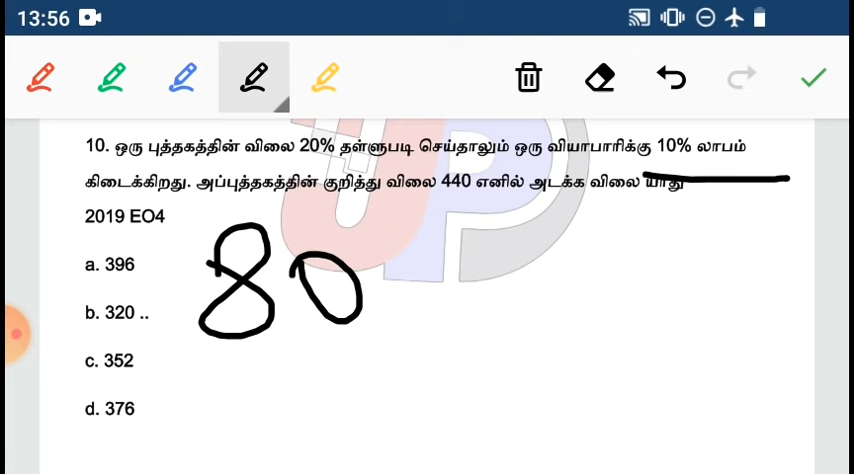 13:56
10. ஒரு புத்தகத்தின் விலை 20% தள்ளுபடி செய்தாலும் ஒரு வியாபாரிக்கு 10% லாபம்
கிடைக்கிறது. அப்புத்தகத்தின் குறித்து விலை 440 எனில் அடக்க விலை யாது
2019 EO4
a. 396
80
b. 320 ..
c. 352
d. 376